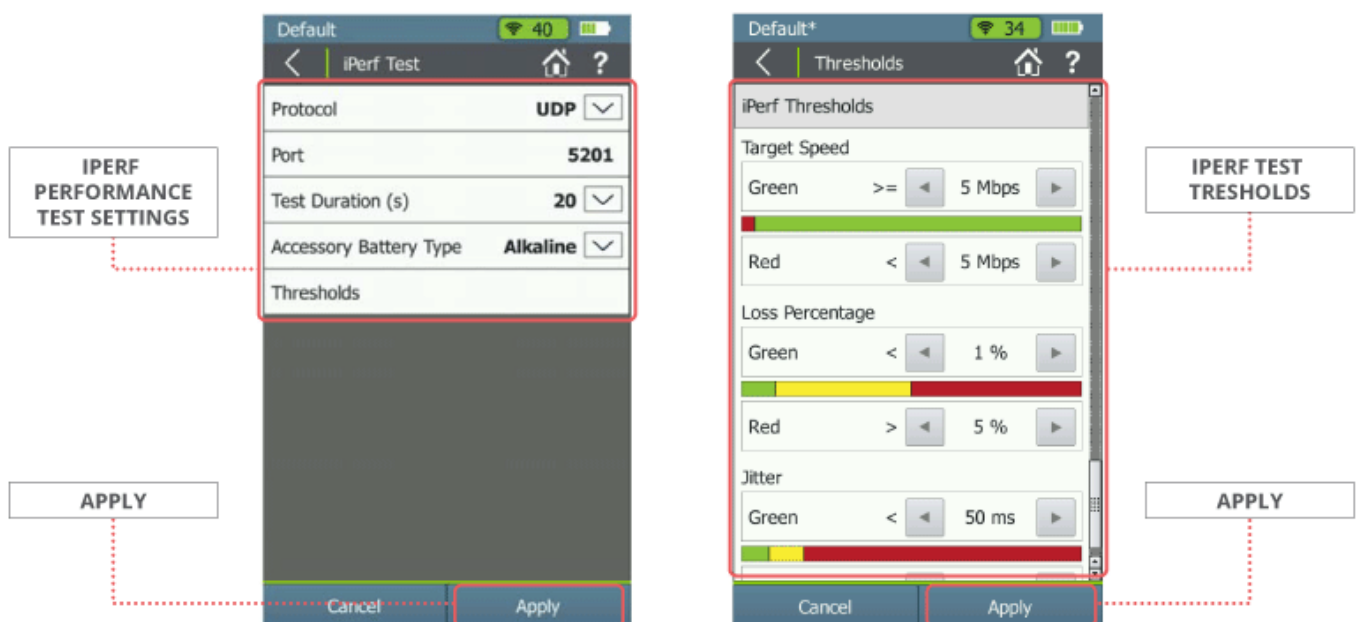 IPERF
PERFORMANCE
TEST SETTINGS
APPLY
Default
40
iPerf Test
?
Protocol UDP
Port 5201
Test Duration (s) 20
Accessory Battery Type Alkaline
Thresholds
Cancel Apply
Default*
34
Thresholds
?
iPerf Thresholds
Target Speed
Green >= 5 Mbps
Red < 5 Mbps
Loss Percentage
Green < 1 %
Red > 5 %
Jitter
Green < 50 ms
Cancel Apply
IPERF TEST
TRESHOLDS
APPLY